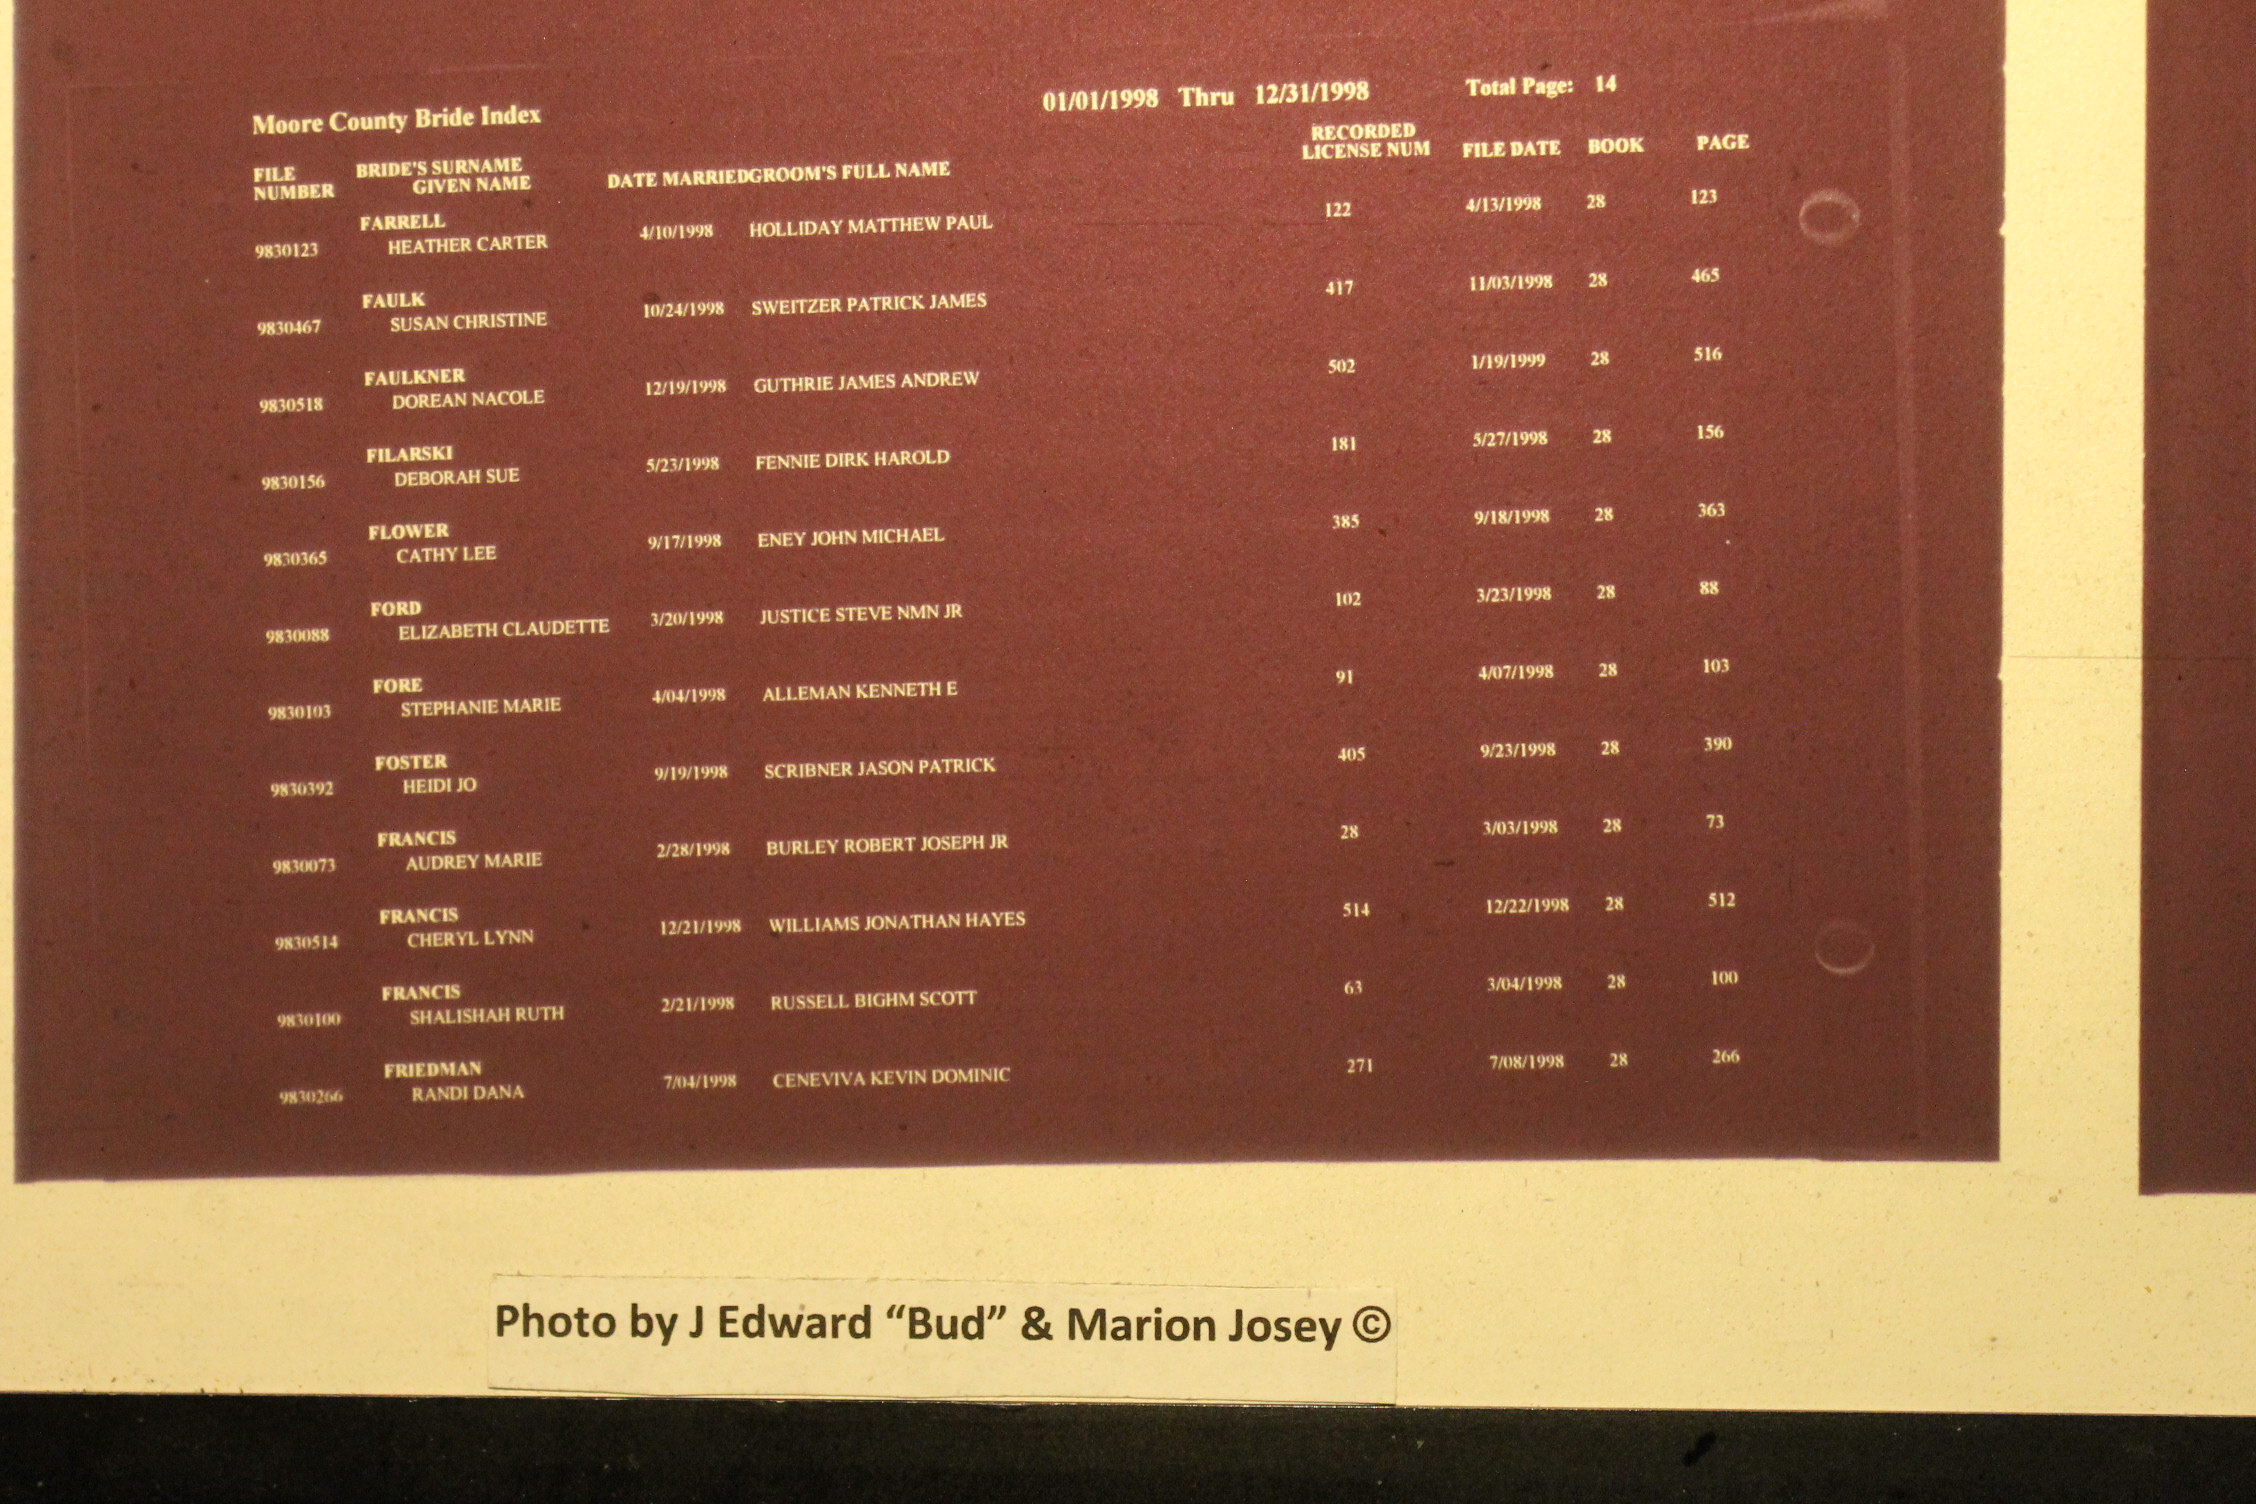 Moore County Bride Index 01/01/1998 Thru 12/31/1998 Total Page: 14
FILE BRIDE'S SURNAME RECORDED
NUMBER GIVEN NAME DATE MARRIED GROOM'S FULL NAME LICENSE NUM FILE DATE BOOK PAGE
FARRELL
9830123 HEATHER CARTER 4/10/1998 HOLLIDAY MATTHEW PAUL 122 4/13/1998 28 123
FAULK
9830467 SUSAN CHRISTINE 10/24/1998 SWEITZER PATRICK JAMES 417 11/03/1998 28 465
FAULKNER
9830518 DOREAN NACOLE 12/19/1998 GUTHRIE JAMES ANDREW 502 1/19/1999 28 516
FILARSKI
9830156 DEBORAH SUE 5/23/1998 FENNIE DIRK HAROLD 181 5/27/1998 28 156
FLOWER
9830365 CATHY LEE 9/17/1998 ENEY JOHN MICHAEL 385 9/18/1998 28 363
FORD
9830088 ELIZABETH CLAUDETTE 3/20/1998 JUSTICE STEVE NMN JR 102 3/23/1998 28 88
FORE
9830103 STEPHANIE MARIE 4/04/1998 ALLEMAN KENNETH E 91 4/07/1998 28 103
FOSTER
9830392 HEIDI JO 9/19/1998 SCRIBNER JASON PATRICK 405 9/23/1998 28 390
FRANCIS
9830073 AUDREY MARIE 2/28/1998 BURLEY ROBERT JOSEPH JR 28 3/03/1998 28 73
FRANCIS
9830514 CHERYL LYNN 12/21/1998 WILLIAMS JONATHAN HAYES 514 12/22/1998 28 512
FRANCIS
9830100 SHALISHAH RUTH 2/21/1998 RUSSELL BIGHM SCOTT 63 3/04/1998 28 100
FRIEDMAN
9830266 RANDI DANA 7/04/1998 CENEVIVA KEVIN DOMINIC 271 7/08/1998 28 266
Photo by J Edward “Bud” & Marion Josey ©